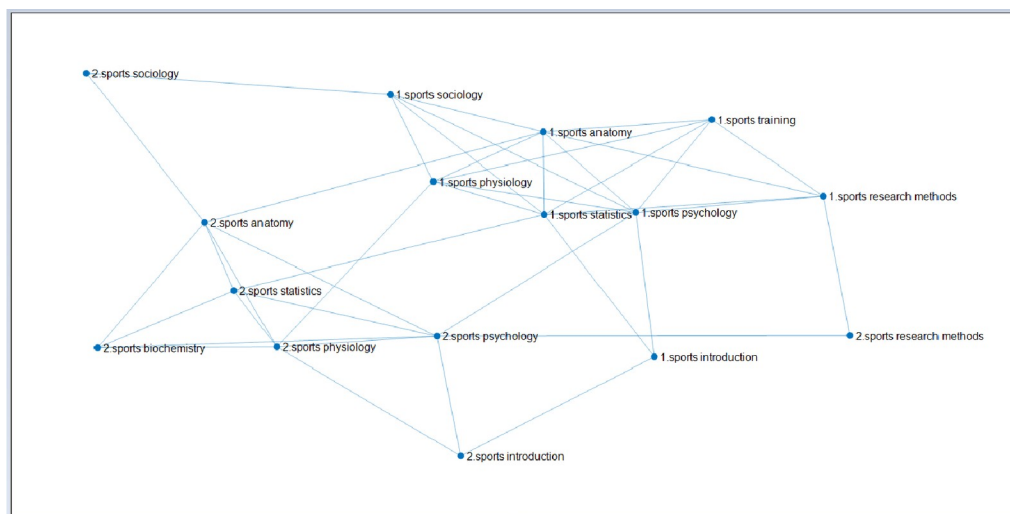 2.sports sociology
1.sports sociology
1.sports training
1.sports anatomy
1.sports physiology
1.sports research methods
1.sports statistics
1.sports psychology
2.sports anatomy
2.sports statistics
2.sports psychology
2.sports research methods
2.sports biochemistry
2.sports physiology
1.sports introduction
2.sports introduction